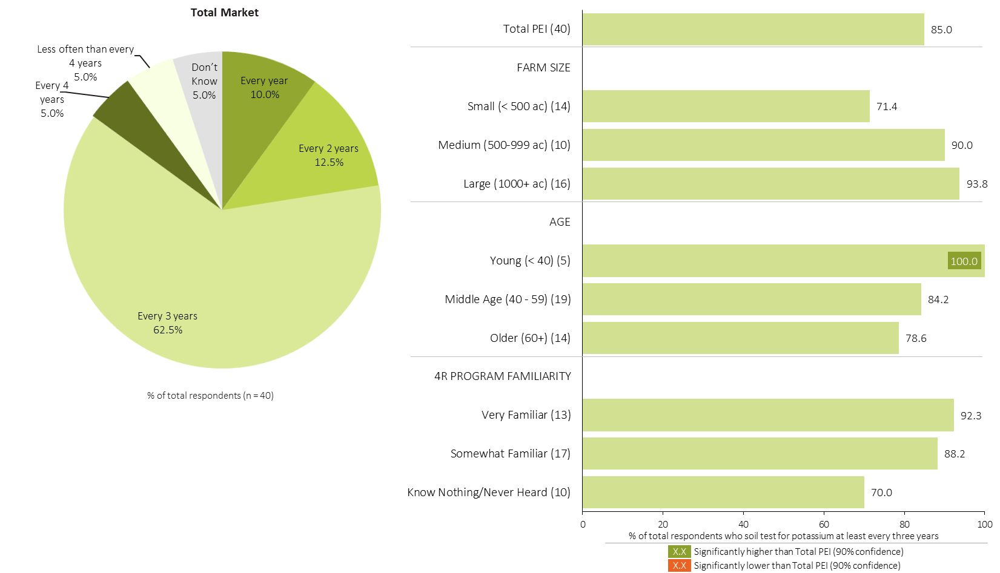 Total Market
Less often than every
4 years
5.0%
Every 4
years
5.0%
Don't
Know
5.0%
Every year
10.0%
Every 2 years
12.5%
Every 3 years
62.5%
% of total respondents (n = 40)
Total PEI (40) 85.0
FARM SIZE
Small (< 500 ac) (14) 71.4
Medium (500-999 ac) (10) 90.0
Large (1000+ ac) (16) 93.8
AGE
Young (< 40) (5) 100.0
Middle Age (40 - 59) (19) 84.2
Older (60+) (14) 78.6
4R PROGRAM FAMILIARITY
Very Familiar (13) 92.3
Somewhat Familiar (17) 88.2
Know Nothing/Never Heard (10) 70.0
0 20 40 60 80 100
% of total respondents who soil test for potassium at least every three years
X.X Significantly higher than Total PEI (90% confidence)
X.X Significantly lower than Total PEI (90% confidence)